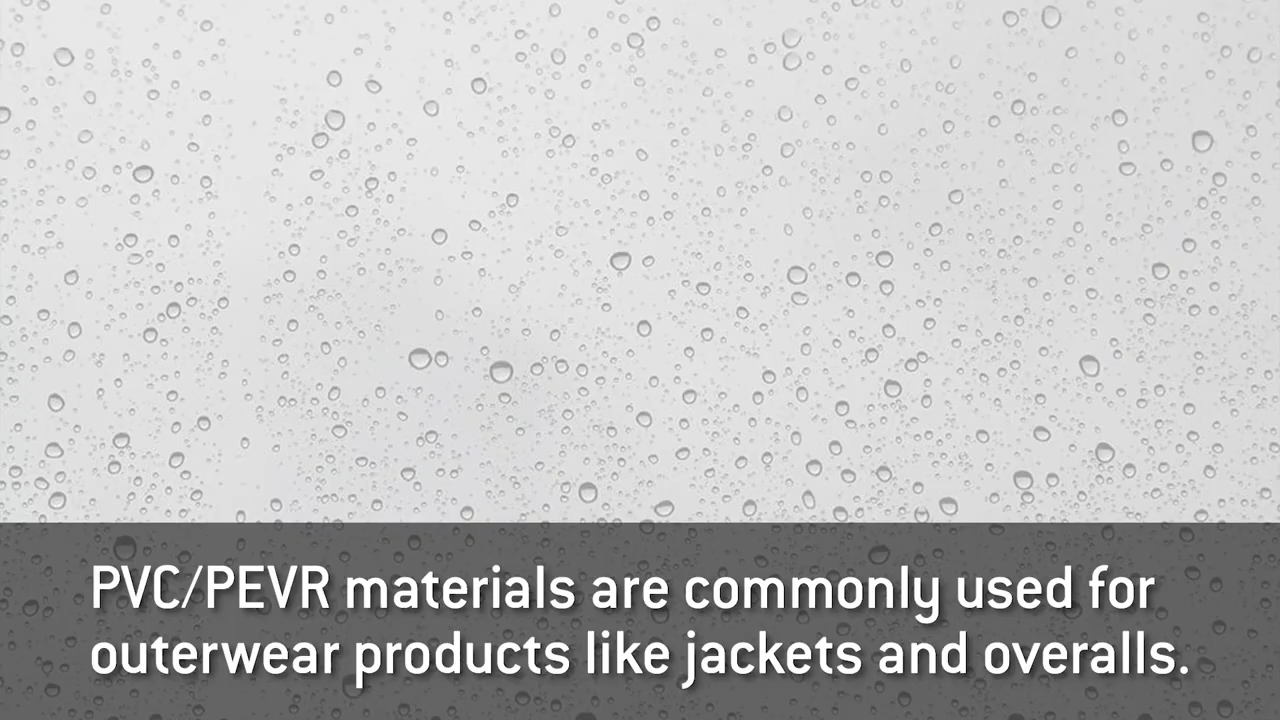 PVC/PEVR materials are commonly used for
outerwear products like jackets and overalls.